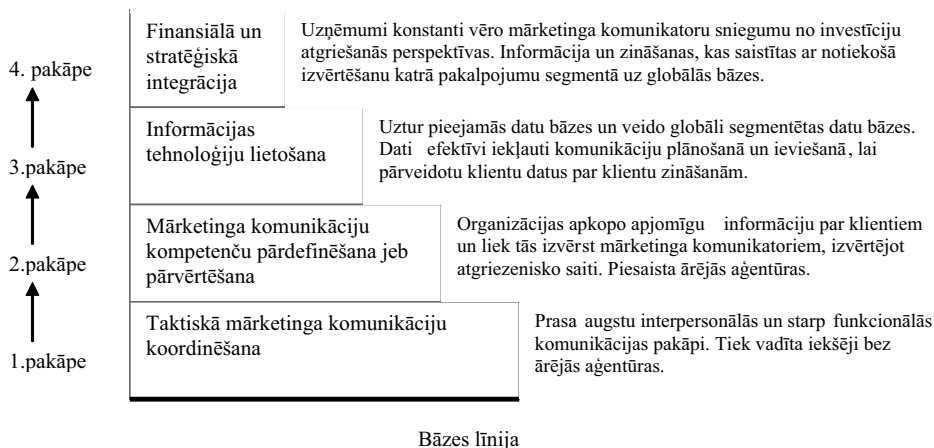 4. pakāpe
Finansiālā un
stratēģiskā
integrācija
Uzņēmumi konstanti vēro mārketinga komunikatoru sniegumu no investīciju
atgriešanās perspektīvas. Informācija un zināšanas, kas saistītas ar notiekošā
izvērtēšanu katrā pakalpojumu segmentā uz globālās bāzes.
3.pakāpe
Informācijas
tehnoloģiju lietošana
Uztur pieejamās datu bāzes un veido globāli segmentētas datu bāzes.
Dati efektīvi iekļauti komunikāciju plānošanā un ieviešanā, lai
pārveidotu klientu datus par klientu zināšanām.
2.pakāpe
Mārketinga komunikāciju
kompetenču pārdefinēšana jeb
pārvērtēšana
Organizācijas apkopo apjomīgu informāciju par klientiem
un liek tās izvērst mārketinga komunikatoriem, izvērtējot
atgriezenisko saiti. Piesaista ārējās aģentūras.
1.pakāpe
Taktiskā mārketinga komunikāciju
koordinēšana
Prasa augstu interpersonālās un starp funkcionālās
komunikācijas pakāpi. Tiek vadīta iekšēji bez
ārējās aģentūras.
Bāzes līnija